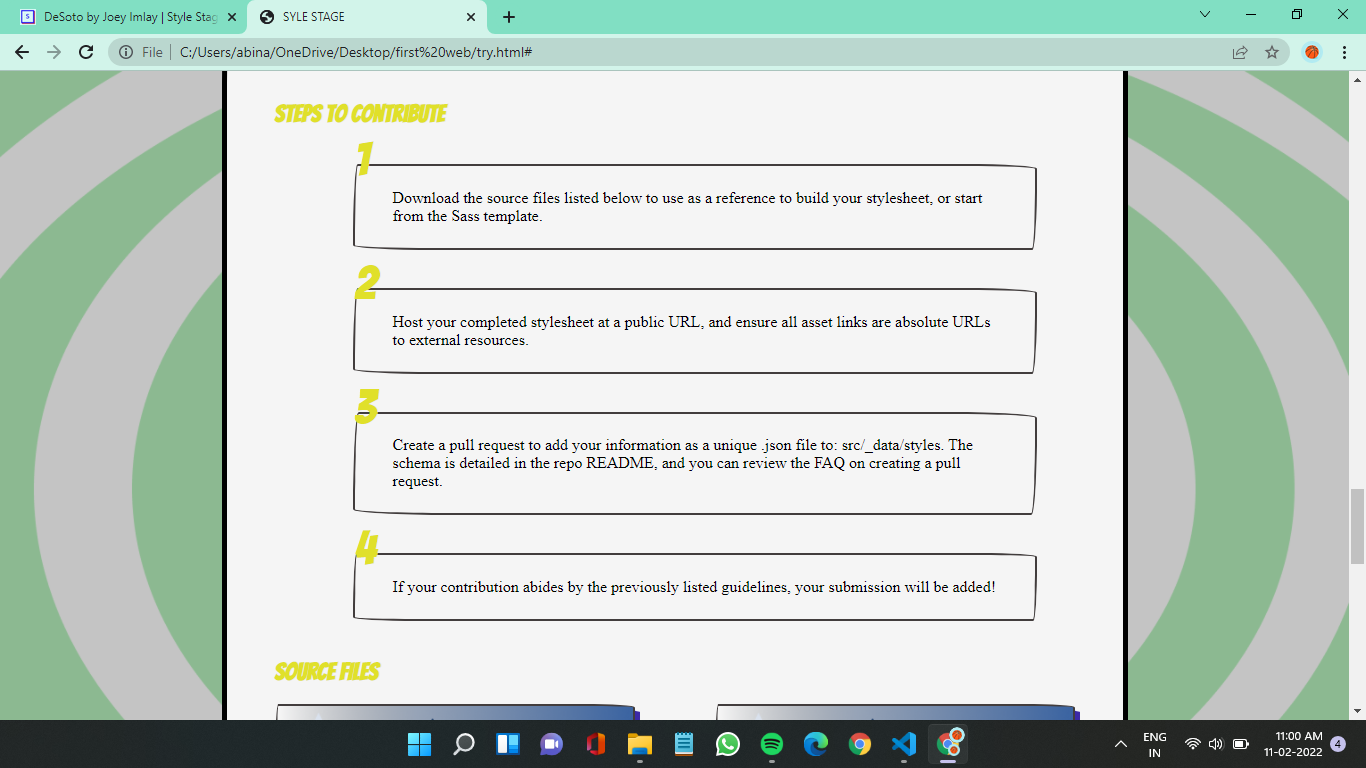 DeSoto by Joey Imlay | Style Stag
SYLE STAGE
File
C:/Users/abina/OneDrive/Desktop/first%20web/try.html#
STEPS TO CONTRIBUTE
1
Download the source files listed below to use as a reference to build your stylesheet, or start
from the Sass template.
2
Host your completed stylesheet at a public URL, and ensure all asset links are absolute URLs
to external resources.
3
Create a pull request to add your information as a unique .json file to: src/_data/styles. The
schema is detailed in the repo README, and you can review the FAQ on creating a pull
request.
4
If your contribution abides by the previously listed guidelines, your submission will be added!
SOURCE FILES
ENG
IN
11:00 AM
11-02-2022
4